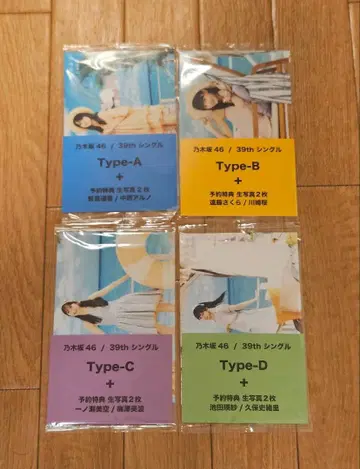 乃木坂46 / 39th シングル
Type-A
+
予約特典 生写真2枚
賀喜遥香/中西アルノ
乃木坂46 / 39th シングル
Type-B
+
予約特典 生写真2枚
遠藤さくら/川﨑桜
乃木坂46 / 39th シングル
Type-C
+
予約特典 生写真2枚
一ノ瀬美空/梅澤美波
乃木坂46 / 39th シングル
Type-D
+
予約特典 生写真2枚
池田瑛紗/久保史緒里